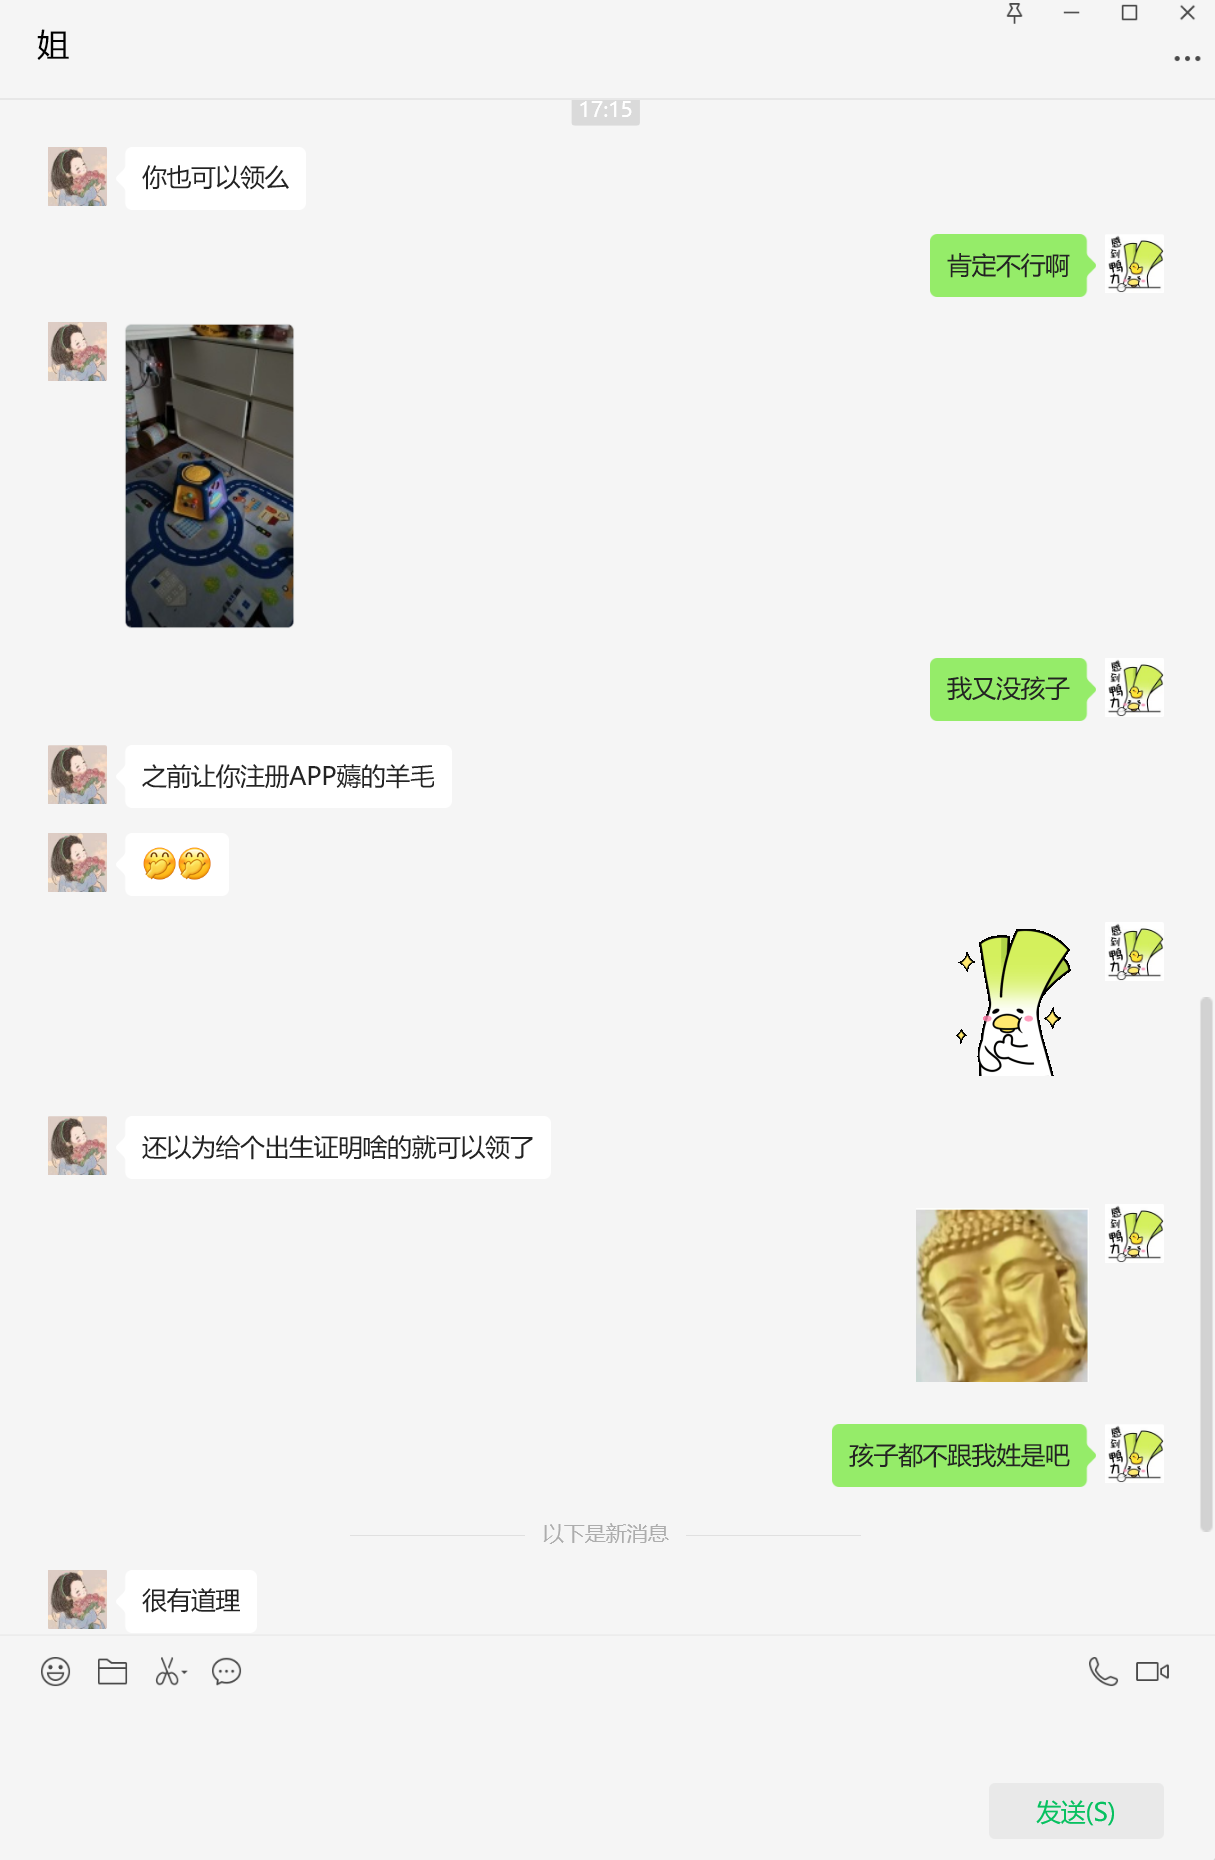 姐
17:15
你也可以领么
肯定不行啊
我又没孩子
之前让你注册APP薅的羊毛
还以为给个出生证明啥的就可以领了
孩子都不跟我姓是吧
以下是新消息
很有道理
发送(S)